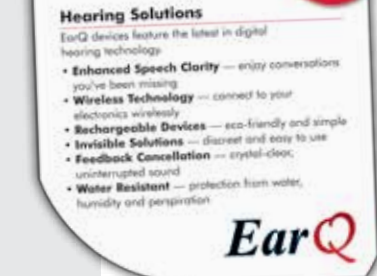 Hearing Solutions
EarQ devices feature the latest in digital
hearing technology.
• Enhanced Speech Clarity — enjoy conversations
you've been missing
• Wireless Technology — connect to your
electronics wirelessly
• Rechargeable Devices — eco-friendly and simple
• Invisible Solutions — discreet and easy to use
• Feedback Cancellation — crystal-clear,
uninterrupted sound
• Water Resistant — protection from water,
humidity and perspiration
EarQ